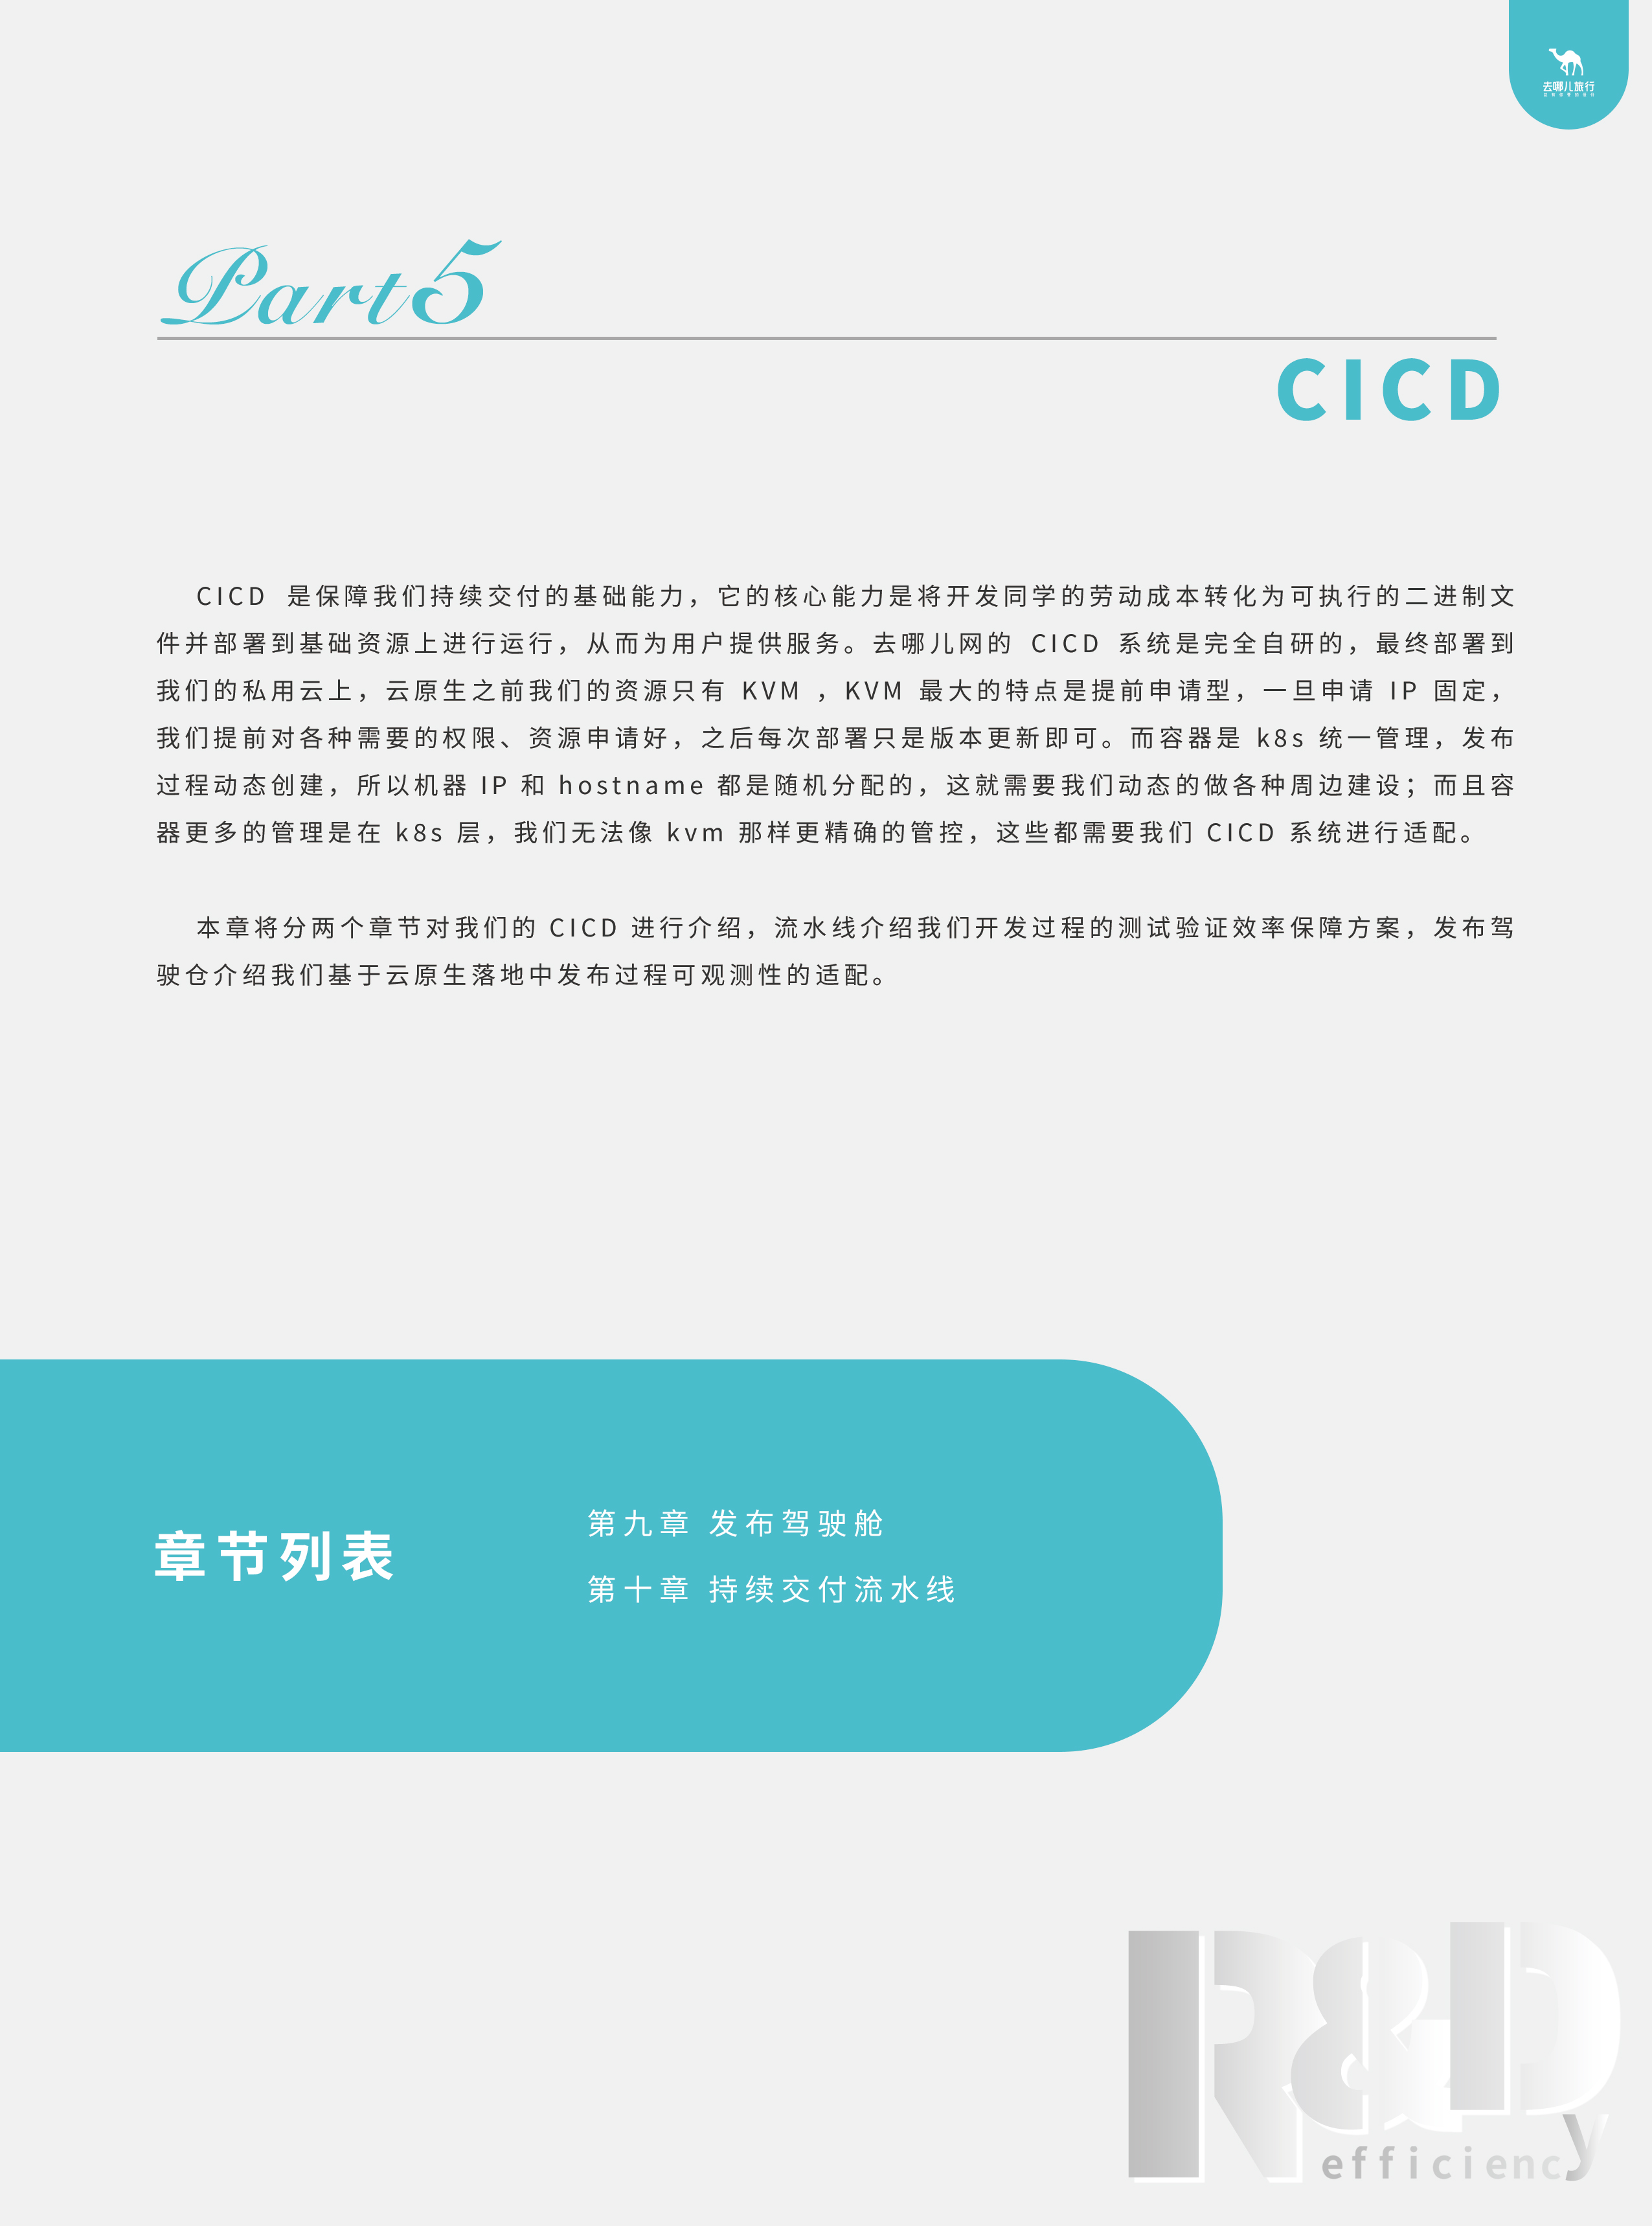 去哪儿旅行
Part5
CICD
CICD 是保障我们持续交付的基础能力，它的核心能力是将开发同学的劳动成本转化为可执行的二进制文
件并部署到基础资源上进行运行，从而为用户提供服务。去哪儿网的 CICD 系统是完全自研的，最终部署到
我们的私用云上，云原生之前我们的资源只有 KVM ，KVM 最大的特点是提前申请型，一旦申请 IP 固定，
我们提前对各种需要的权限、资源申请好，之后每次部署只是版本更新即可。而容器是 k8s 统一管理，发布
过程动态创建，所以机器 IP 和 hostname 都是随机分配的，这就需要我们动态的做各种周边建设；而且容
器更多的管理是在 k8s 层，我们无法像 kvm 那样更精确的管控，这些都需要我们 CICD 系统进行适配。
本章将分两个章节对我们的 CICD 进行介绍，流水线介绍我们开发过程的测试验证效率保障方案，发布驾
驶仓介绍我们基于云原生落地中发布过程可观测性的适配。
章节列表
第九章 发布驾驶舱
第十章 持续交付流水线
R&D
efficiency